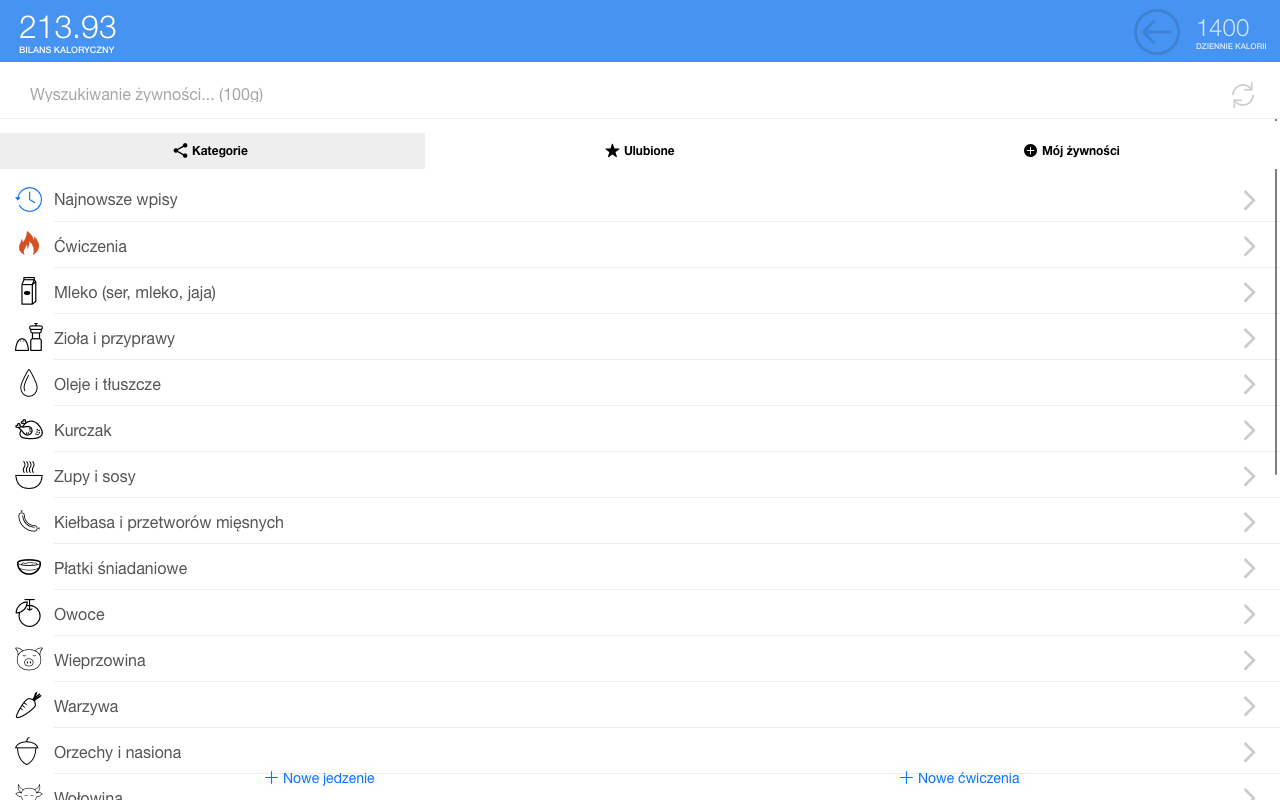 213.93
BILANS KALORYCZNY
1400
DZIENNIE KALORII
Wyszukiwanie żywności... (100g)
Kategorie
Ulubione
Mój żywności
Najnowsze wpisy
Ćwiczenia
Mleko (ser, mleko, jaja)
Zioła i przyprawy
Oleje i tłuszcze
Kurczak
Zupy i sosy
Kiełbasa i przetworów mięsnych
Płatki śniadaniowe
Owoce
Wieprzowina
Warzywa
Orzechy i nasiona
Nowe jedzenie
Nowe ćwiczenia
Wołowina